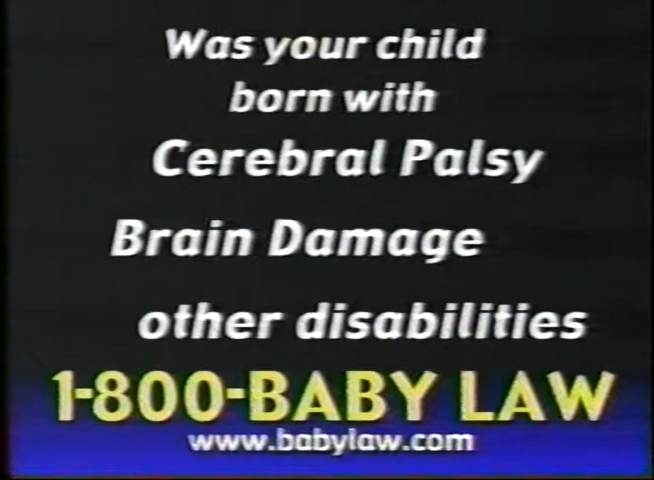 Was your child
born with
Cerebral Palsy
Brain Damage
other disabilities
1-800-BABY LAW
www.babylaw.com